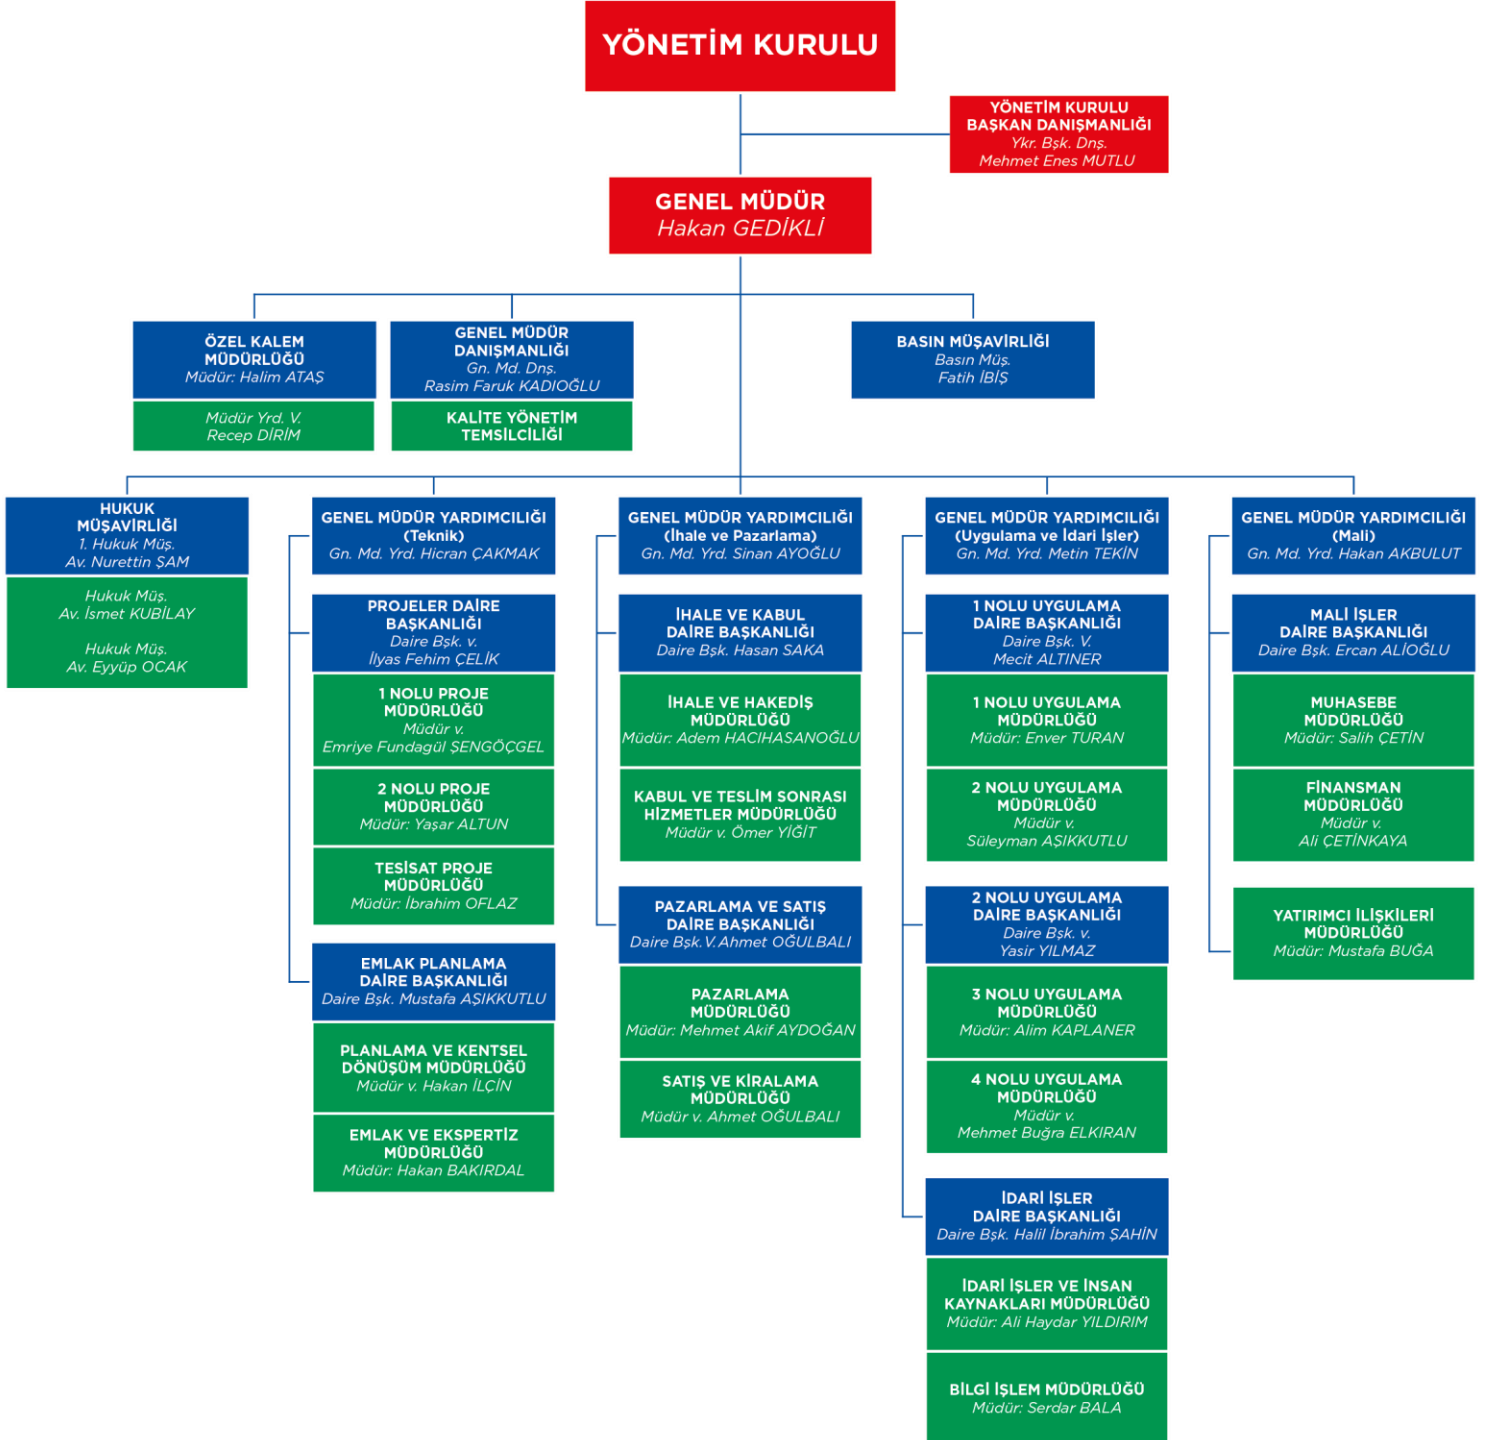 YÖNETİM KURULU
YÖNETİM KURULU
BAŞKAN DANIŞMANLIĞI
Ykr. Bşk. Dnş.
Mehmet Enes MUTLU
GENEL MÜDÜR
Hakan GEDİKLİ
ÖZEL KALEM
MÜDÜRLÜĞÜ
Müdür: Halim ATAŞ
Müdür Yrd. V.
Recep DİRİM
GENEL MÜDÜR
DANIŞMANLIĞI
Gn. Md. Dnş.
Rasim Faruk KADIOĞLU
KALİTE YÖNETİM
TEMSİLCİLİĞİ
BASIN MÜŞAVİRLİĞİ
Basın Müş.
Fatih İBİŞ
HUKUK
MÜŞAVİRLİĞİ
1. Hukuk Müş.
Av. Nurettin ŞAM
Hukuk Müş.
Av. İsmet KUBİLAY
Hukuk Müş.
Av. Eyyüp OCAK
GENEL MÜDÜR YARDIMCILIĞI
(Teknik)
Gn. Md. Yrd. Hicran ÇAKMAK
PROJELER DAİRE
BAŞKANLIĞI
Daire Bşk. v.
İlyas Fehim ÇELİK
1 NOLU PROJE
MÜDÜRLÜĞÜ
Müdür v.
Emriye Fundagül ŞENGÖÇGEL
2 NOLU PROJE
MÜDÜRLÜĞÜ
Müdür: Yaşar ALTUN
TESİSAT PROJE
MÜDÜRLÜĞÜ
Müdür: İbrahim OFLAZ
EMLAK PLANLAMA
DAİRE BAŞKANLIĞI
Daire Bşk. Mustafa AŞIKKUTLU
PLANLAMA VE KENTSEL
DÖNÜŞÜM MÜDÜRLÜĞÜ
Müdür v. Hakan İLÇİN
EMLAK VE EKSPERTİZ
MÜDÜRLÜĞÜ
Müdür: Hakan BAKIRDAL
GENEL MÜDÜR YARDIMCILIĞI
(İhale ve Pazarlama)
Gn. Md. Yrd. Sinan AYOĞLU
İHALE VE KABUL
DAİRE BAŞKANLIĞI
Daire Bşk. Hasan SAKA
İHALE VE HAKEDİŞ
MÜDÜRLÜĞÜ
Müdür: Adem HACIHASANOĞLU
KABUL VE TESLİM SONRASI
HİZMETLER MÜDÜRLÜĞÜ
Müdür v. Ömer YİĞİT
PAZARLAMA VE SATIŞ
DAİRE BAŞKANLIĞI
Daire Bşk. V. Ahmet OĞULBALI
PAZARLAMA
MÜDÜRLÜĞÜ
Müdür: Mehmet Akif AYDOĞAN
SATIŞ VE KİRALAMA
MÜDÜRLÜĞÜ
Müdür v. Ahmet OĞULBALI
GENEL MÜDÜR YARDIMCILIĞI
(Uygulama ve İdari İşler)
Gn. Md. Yrd. Metin TEKİN
1 NOLU UYGULAMA
DAİRE BAŞKANLIĞI
Daire Bşk. V.
Mecit ALTINER
1 NOLU UYGULAMA
MÜDÜRLÜĞÜ
Müdür: Enver TURAN
2 NOLU UYGULAMA
MÜDÜRLÜĞÜ
Müdür v.
Süleyman AŞIKKUTLU
2 NOLU UYGULAMA
DAİRE BAŞKANLIĞI
Daire Bşk. v.
Yasir YILMAZ
3 NOLU UYGULAMA
MÜDÜRLÜĞÜ
Müdür: Alim KAPLANER
4 NOLU UYGULAMA
MÜDÜRLÜĞÜ
Müdür v.
Mehmet Buğra ELKIRAN
İDARİ İŞLER
DAİRE BAŞKANLIĞI
Daire Bşk. Halil İbrahim ŞAHİN
İDARİ İŞLER VE İNSAN
KAYNAKLARI MÜDÜRLÜĞÜ
Müdür: Ali Haydar YILDIRIM
BİLGİ İŞLEM MÜDÜRLÜĞÜ
Müdür: Serdar BALA
GENEL MÜDÜR YARDIMCILIĞI
(Mali)
Gn. Md. Yrd. Hakan AKBULUT
MALİ İŞLER
DAİRE BAŞKANLIĞI
Daire Bşk. Ercan ALİOĞLU
MUHASEBE
MÜDÜRLÜĞÜ
Müdür: Salih ÇETİN
FİNANSMAN
MÜDÜRLÜĞÜ
Müdür v.
Ali ÇETİNKAYA
YATIRIMCI İLİŞKİLERİ
MÜDÜRLÜĞÜ
Müdür: Mustafa BUĞA